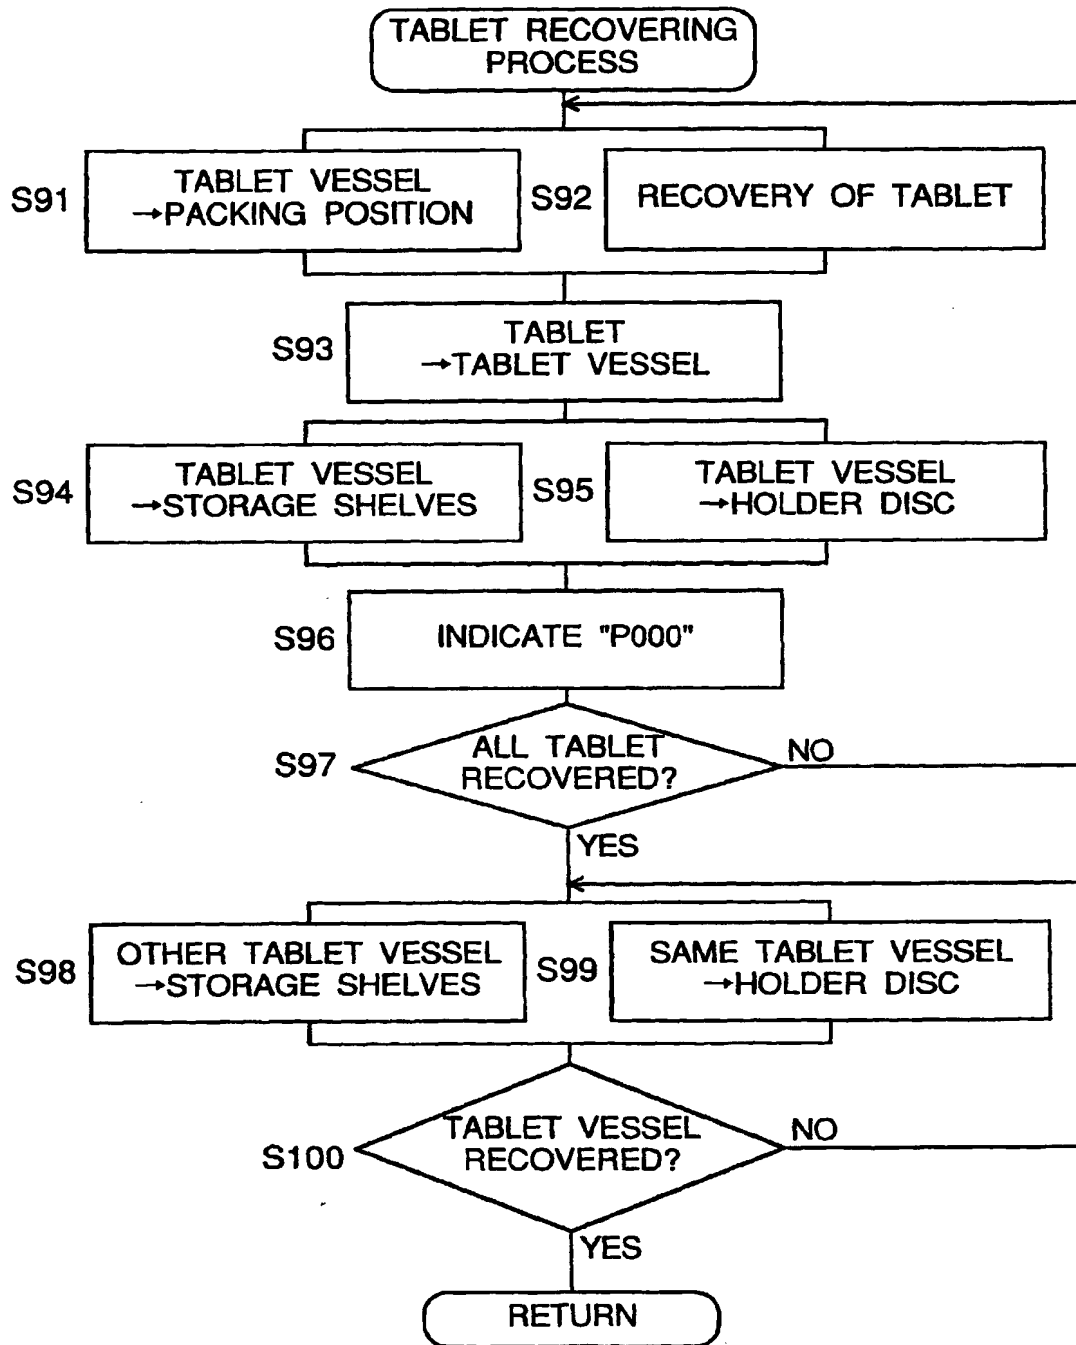 TABLET RECOVERING
PROCESS
S91
TABLET VESSEL
→PACKING POSITION
S92
RECOVERY OF TABLET
S93
TABLET
→TABLET VESSEL
S94
TABLET VESSEL
→STORAGE SHELVES
S95
TABLET VESSEL
→HOLDER DISC
S96
INDICATE "P000"
S97
ALL TABLET
RECOVERED?
NO
YES
S98
OTHER TABLET VESSEL
→STORAGE SHELVES
S99
SAME TABLET VESSEL
→HOLDER DISC
S100
TABLET VESSEL
RECOVERED?
NO
YES
RETURN